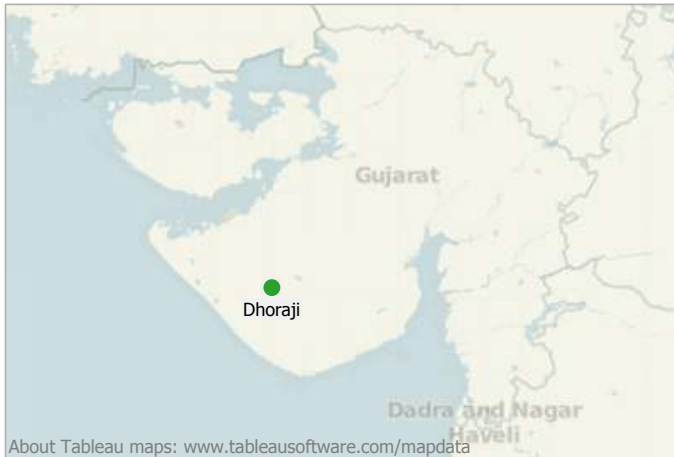 Gujarat
Dhoraji
Dadra and Nagar
Haveli
About Tableau maps: www.tableausoftware.com/mapdata